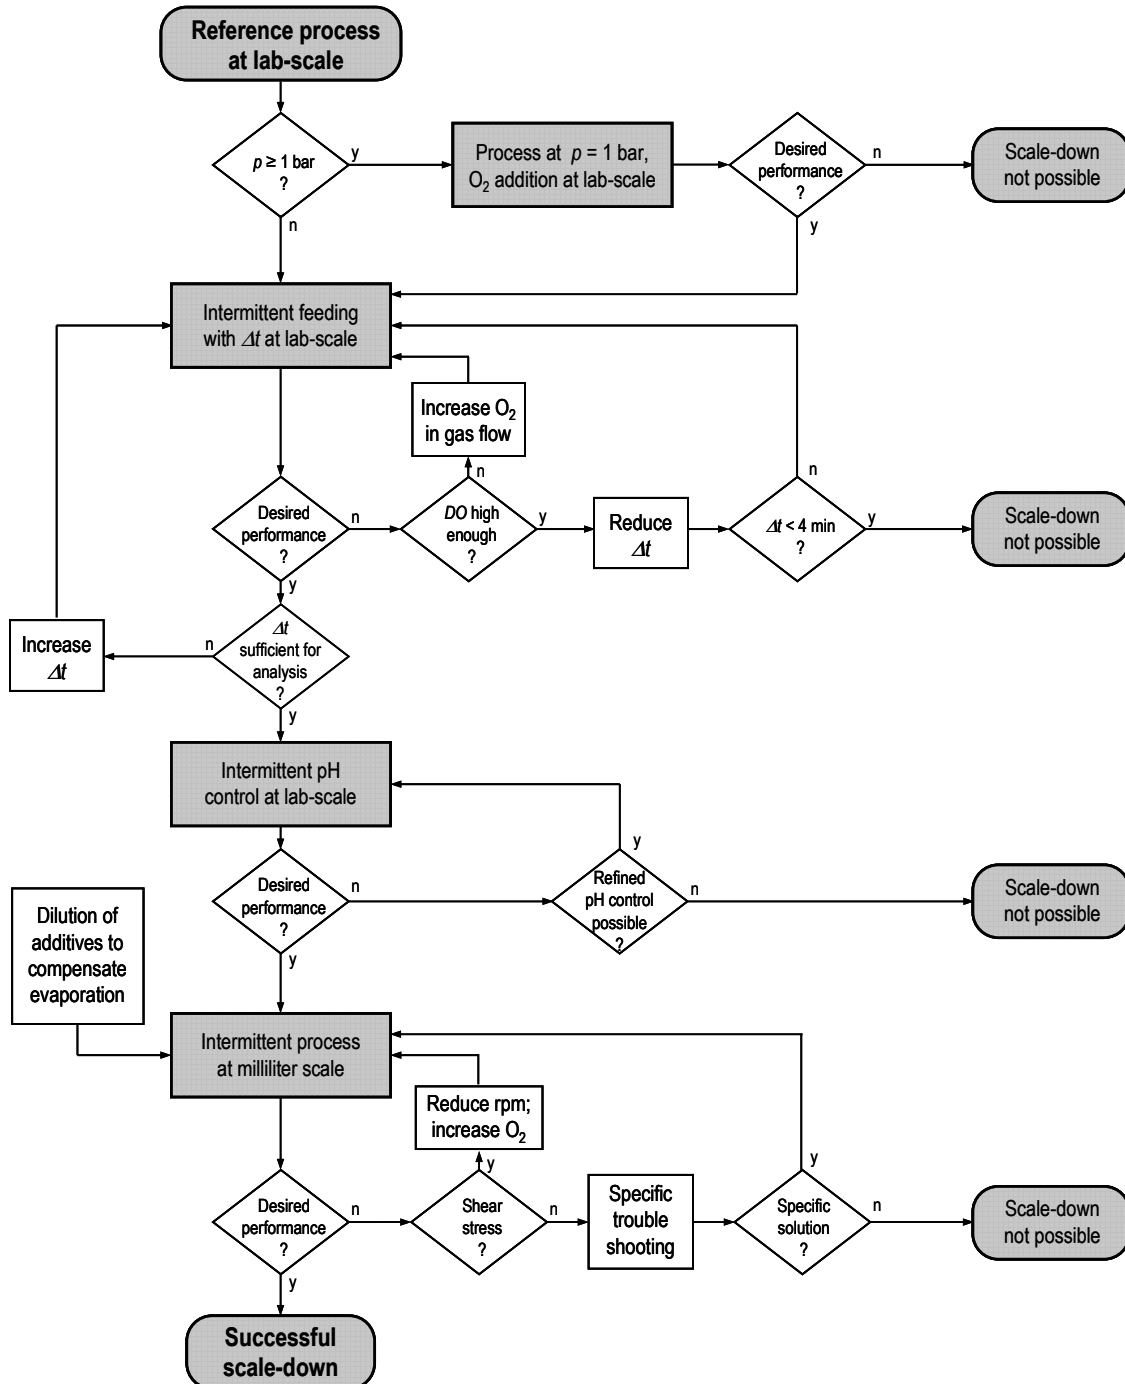 Reference process
at lab-scale
p ≥ 1 bar
?
y
n
Process at p = 1 bar,
O2 addition at lab-scale
Desired
performance
?
n
y
Scale-down
not possible
Intermittent feeding
with Δt at lab-scale
Increase O2
in gas flow
n
Desired
performance
?
n
y
DO high
enough
?
y
Reduce
Δt
n
Δt < 4 min
?
y
Scale-down
not possible
Δt
sufficient for
analysis
?
n
y
Increase
Δt
Intermittent pH
control at lab-scale
y
Desired
performance
?
n
y
Refined
pH control
possible
?
n
Scale-down
not possible
Dilution of
additives to
compensate
evaporation
Intermittent process
at milliliter scale
Reduce rpm;
increase O2
y
Desired
performance
?
n
y
Shear
stress
?
n
Specific
trouble
shooting
y
Specific
solution
?
n
Scale-down
not possible
Successful
scale-down